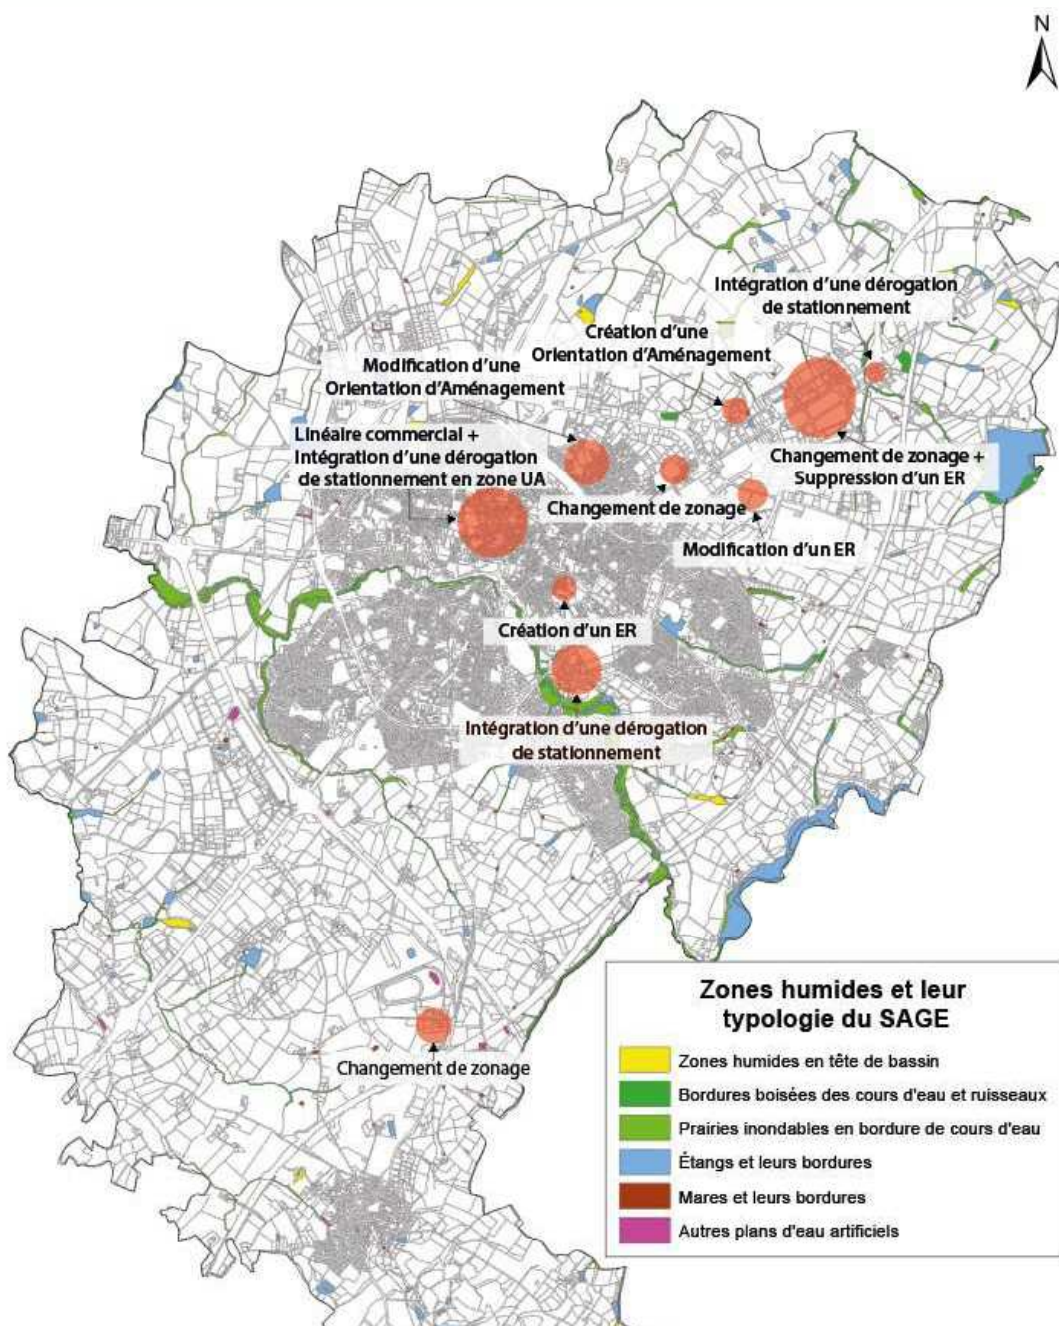 N
Intégration d'une dérogation
de stationnement
Création d'une
Orientation d'Aménagement
Modification d'une
Orientation d'Aménagement
Linéaire commercial +
Intégration d'une dérogation
de stationnement en zone UA
Changement de zonage +
Suppression d'un ER
Changement de zonage
Modification d'un ER
Création d'un ER
Intégration d'une dérogation
de stationnement
Changement de zonage
Zones humides et leur
typologie du SAGE
Zones humides en tête de bassin
Bordures boisées des cours d'eau et ruisseaux
Prairies inondables en bordure de cours d'eau
Étangs et leurs bordures
Mares et leurs bordures
Autres plans d'eau artificiels